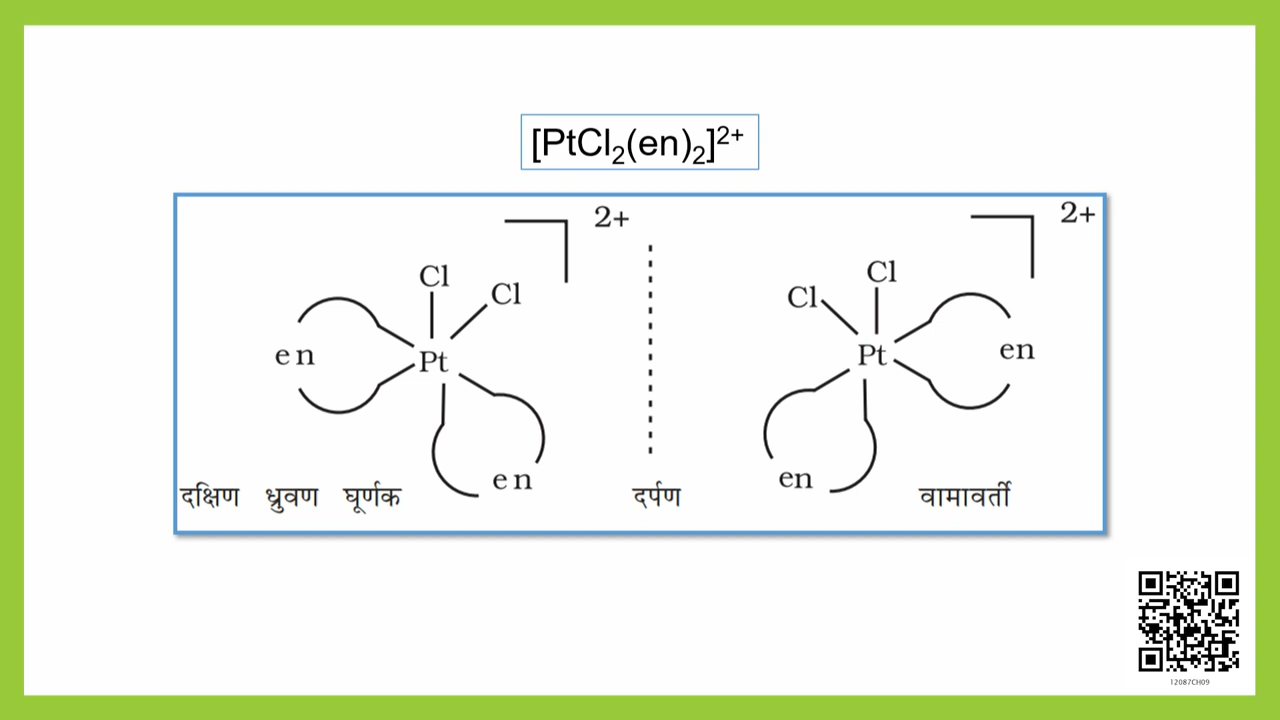 [PtCl₂(en)₂]²⁺
2+
2+
Cl
Cl
Cl
Cl
en
Pt
Pt
en
en
en
दक्षिण ध्रुवण घूर्णक
दर्पण
वामावर्ती
12087CH09